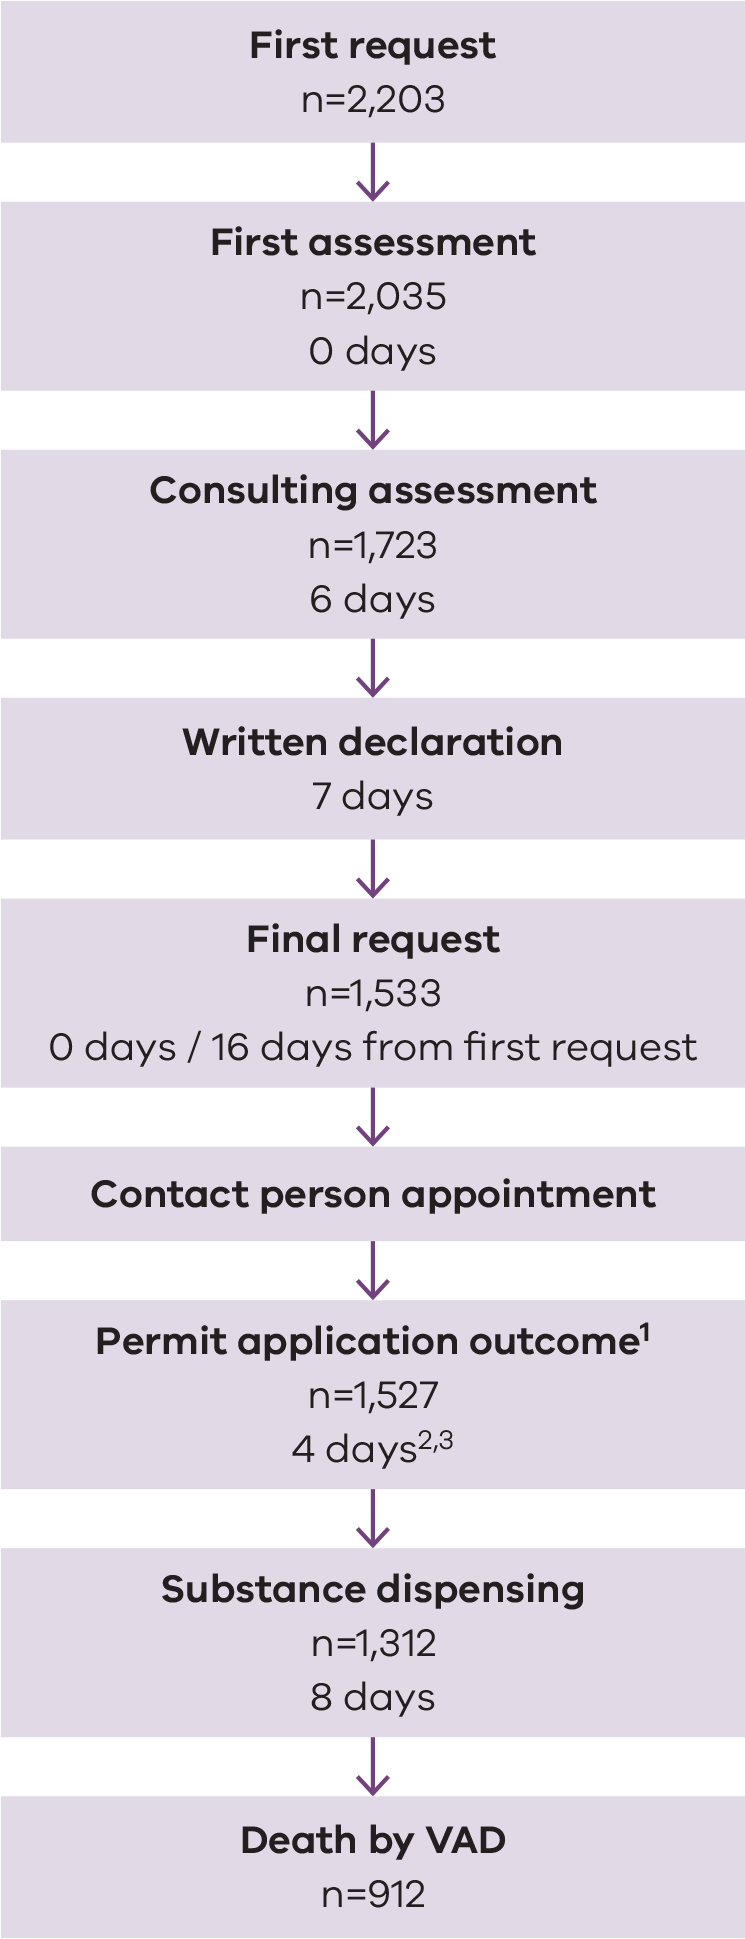 First request
n=2,203
First assessment
n=2,035
0 days
Consulting assessment
n=1,723
6 days
Written declaration
7 days
Final request
n=1,533
0 days / 16 days from first request
Contact person appointment
Permit application outcome¹
n=1,527
4 days²,³
Substance dispensing
n=1,312
8 days
Death by VAD
n=912